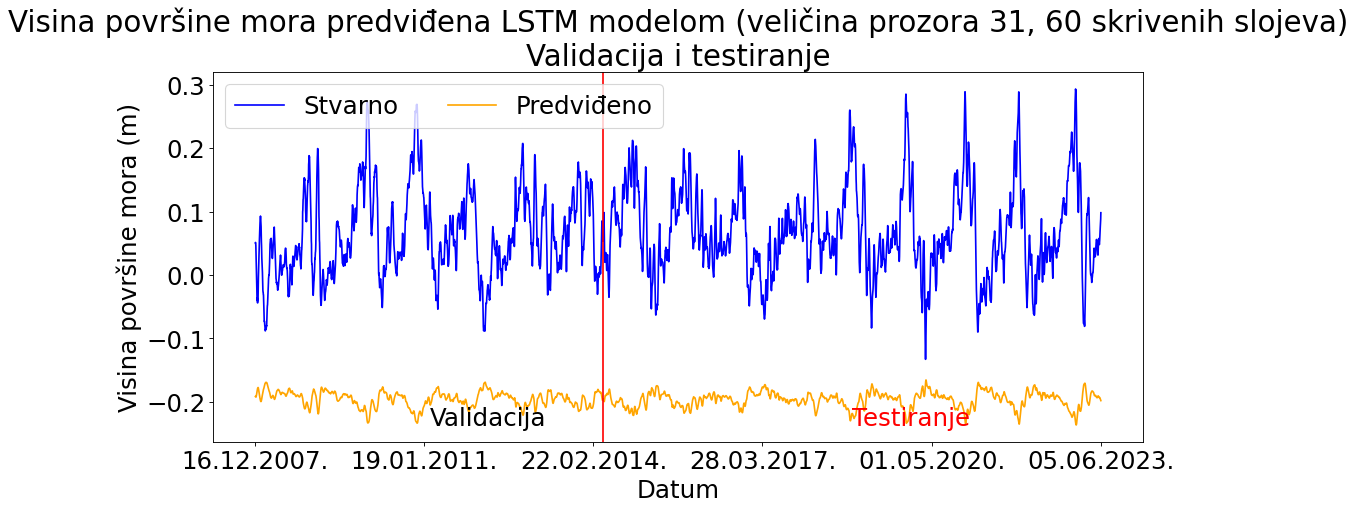 Visina površine mora predviđena LSTM modelom (veličina prozora 31, 60 skrivenih slojeva)
Validacija i testiranje
Stvarno
Predviđeno
0.3
0.2
0.1
0.0
−0.1
−0.2
Visina površine mora (m)
Validacija
Testiranje
16.12.2007.
19.01.2011.
22.02.2014.
28.03.2017.
01.05.2020.
05.06.2023.
Datum